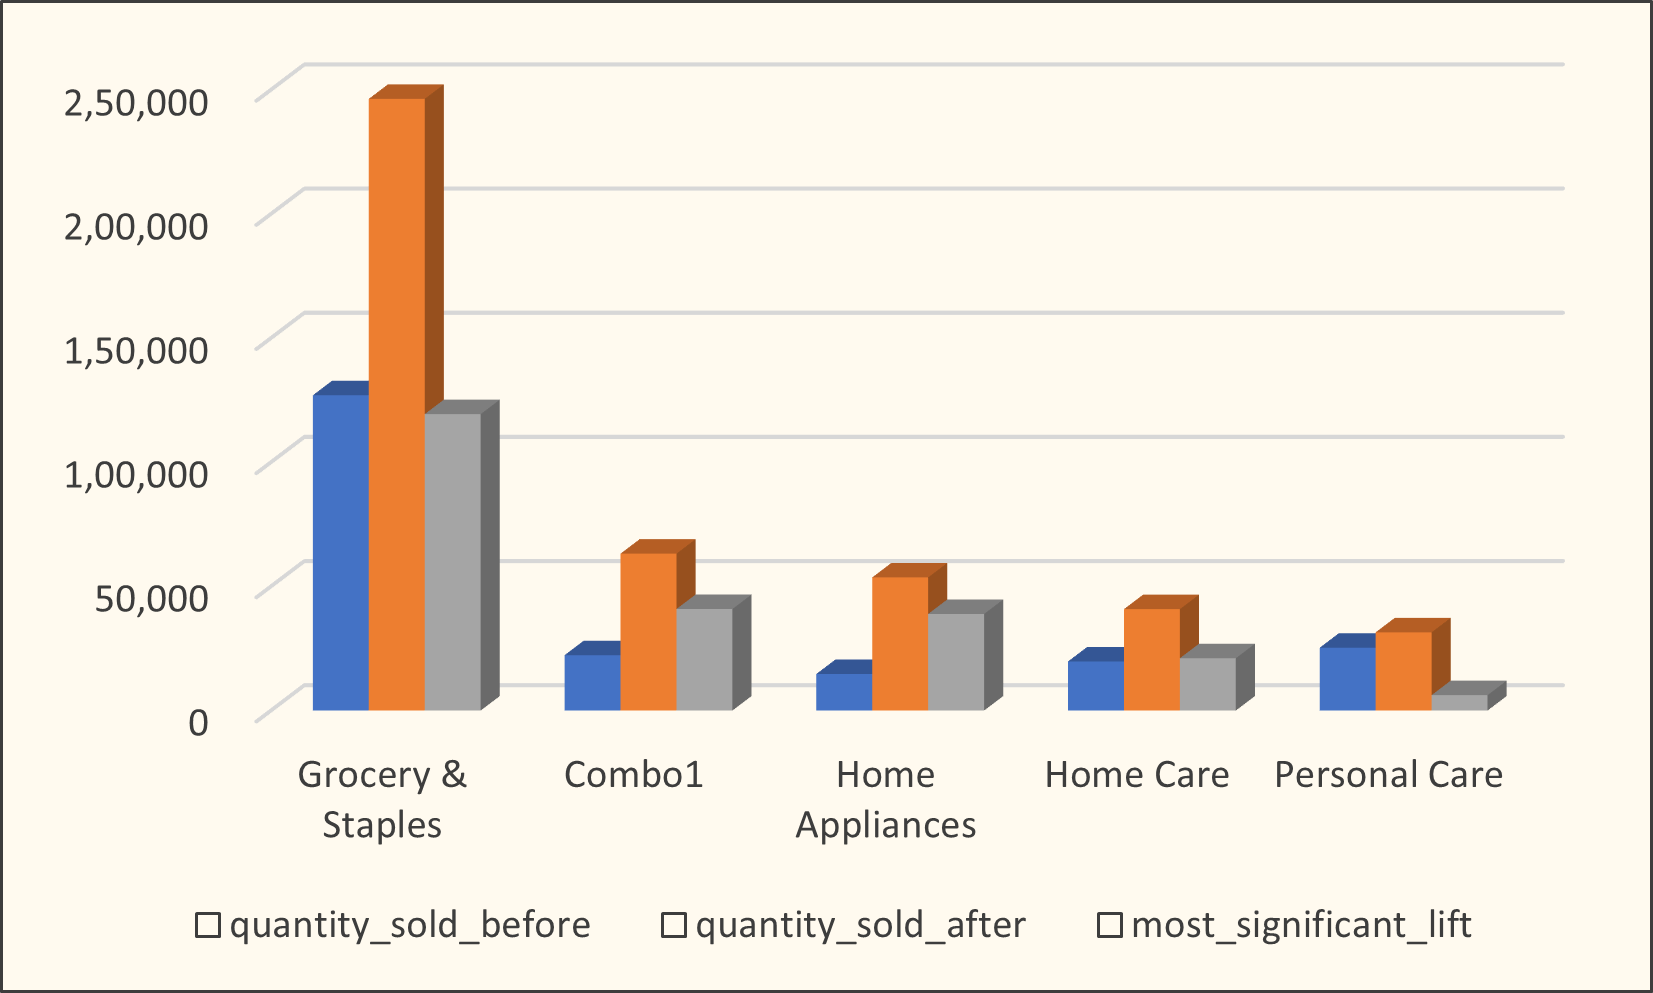 2,50,000
2,00,000
1,50,000
1,00,000
50,000
0
Grocery &
Staples
Combo1
Home
Appliances
Home Care
Personal Care
quantity_sold_before
quantity_sold_after
most_significant_lift